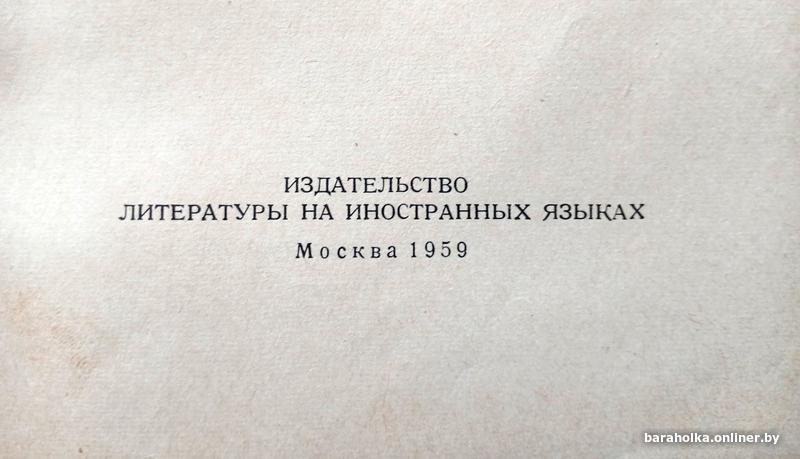 ИЗДАТЕЛЬСТВО
ЛИТЕРАТУРЫ НА ИНОСТРАННЫХ ЯЗЫКАХ
Москва 1959
baraholka.onliner.by